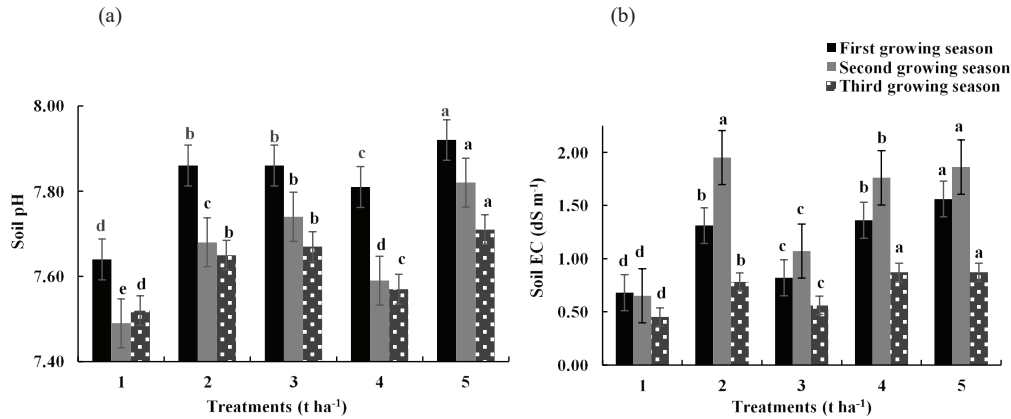 (a)
(b)
First growing season
Second growing season
Third growing season
Soil pH
8.00
7.80
7.60
7.40
d e d
b c b
b b b
c d c
a a a
1 2 3 4 5
Treatments (t ha⁻¹)
Soil EC (dS m⁻¹)
2.00
1.50
1.00
0.50
0.00
d d d
b a b
c c c
b b a
a a a
1 2 3 4 5
Treatments (t ha⁻¹)